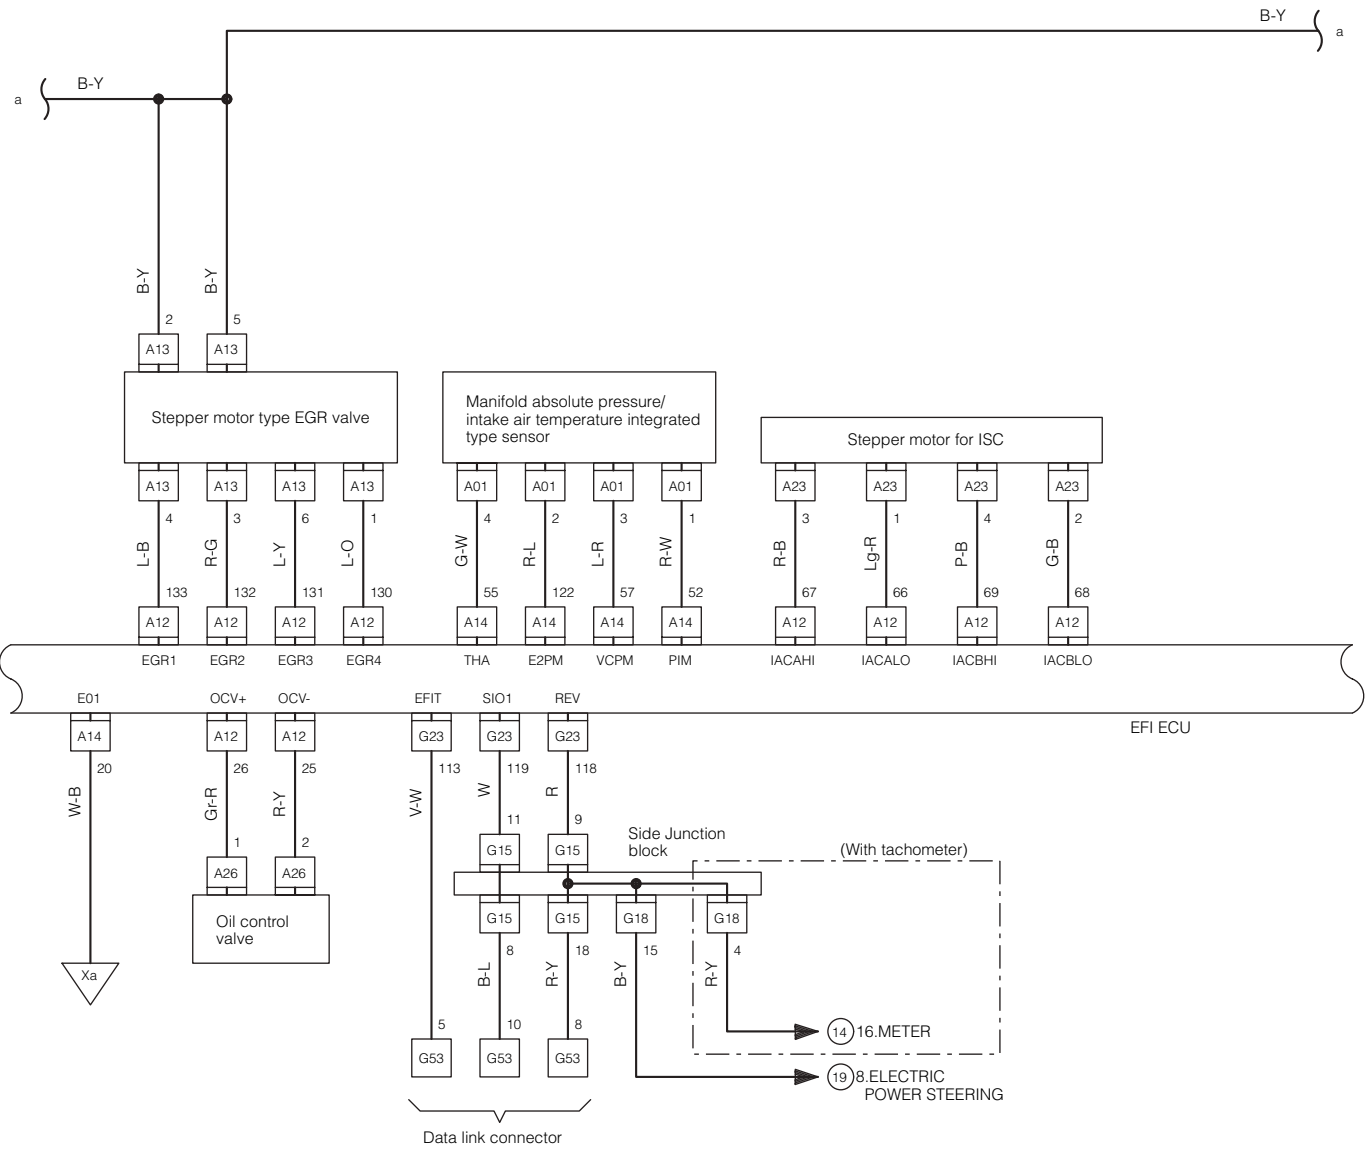 B-Y
a
a
B-Y
B-Y
B-Y
2
5
A13
A13
Stepper motor type EGR valve
Manifold absolute pressure/
intake air temperature integrated
type sensor
Stepper motor for ISC
A13
A13
A13
A13
A01
A01
A01
A01
A23
A23
A23
A23
4
3
6
1
4
2
3
1
3
1
4
2
L-B
R-G
L-Y
L-O
G-W
R-L
L-R
R-W
R-B
Lg-R
P-B
G-B
133
132
131
130
55
122
57
52
67
66
69
68
A12
A12
A12
A12
A14
A14
A14
A14
A12
A12
A12
A12
EGR1
EGR2
EGR3
EGR4
THA
E2PM
VCPM
PIM
IACAHI
IACALO
IACBHI
IACBLO
E01
OCV+
OCV-
EFIT
SIO1
REV
EFI ECU
A14
A12
A12
G23
G23
G23
20
26
25
113
119
118
W-B
Gr-R
R-Y
V-W
W
R
1
2
11
9
Side Junction
block
(With tachometer)
A26
A26
G15
G15
Oil control
valve
G15
G15
G18
G18
8
18
15
4
Xa
B-L
R-Y
B-Y
R-Y
5
10
8
14 16.METER
G53
G53
G53
19 8.ELECTRIC
POWER STEERING
Data link connector